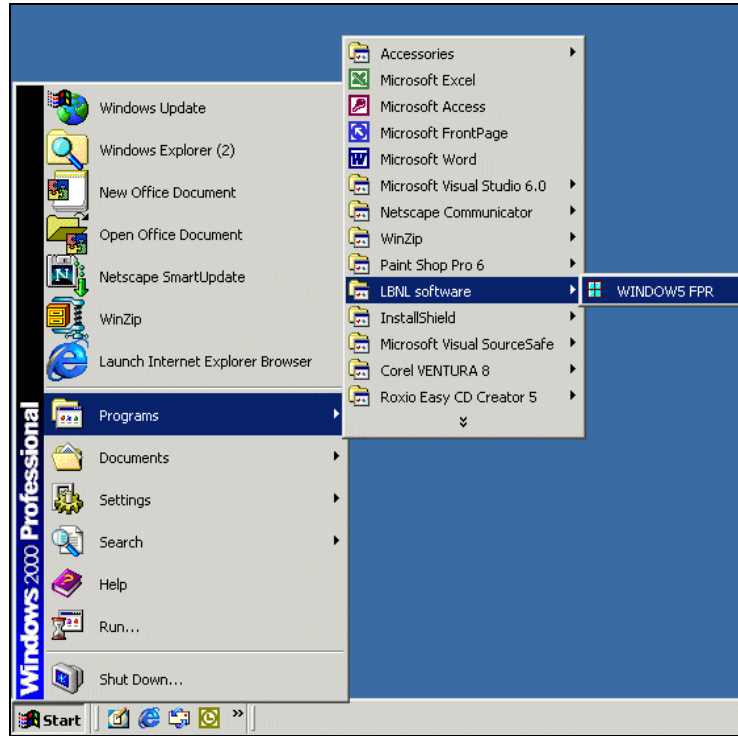 Windows Update
Windows Explorer (2)
New Office Document
Open Office Document
Netscape SmartUpdate
WinZip
Launch Internet Explorer Browser
Programs
Documents
Settings
Search
Help
Run...
Shut Down...
Windows 2000 Professional
Accessories
Microsoft Excel
Microsoft Access
Microsoft FrontPage
Microsoft Word
Microsoft Visual Studio 6.0
Netscape Communicator
WinZip
Paint Shop Pro 6
LBNL software
InstallShield
Microsoft Visual SourceSafe
Corel VENTURA 8
Roxio Easy CD Creator 5
WINDOW5 FPR
Start